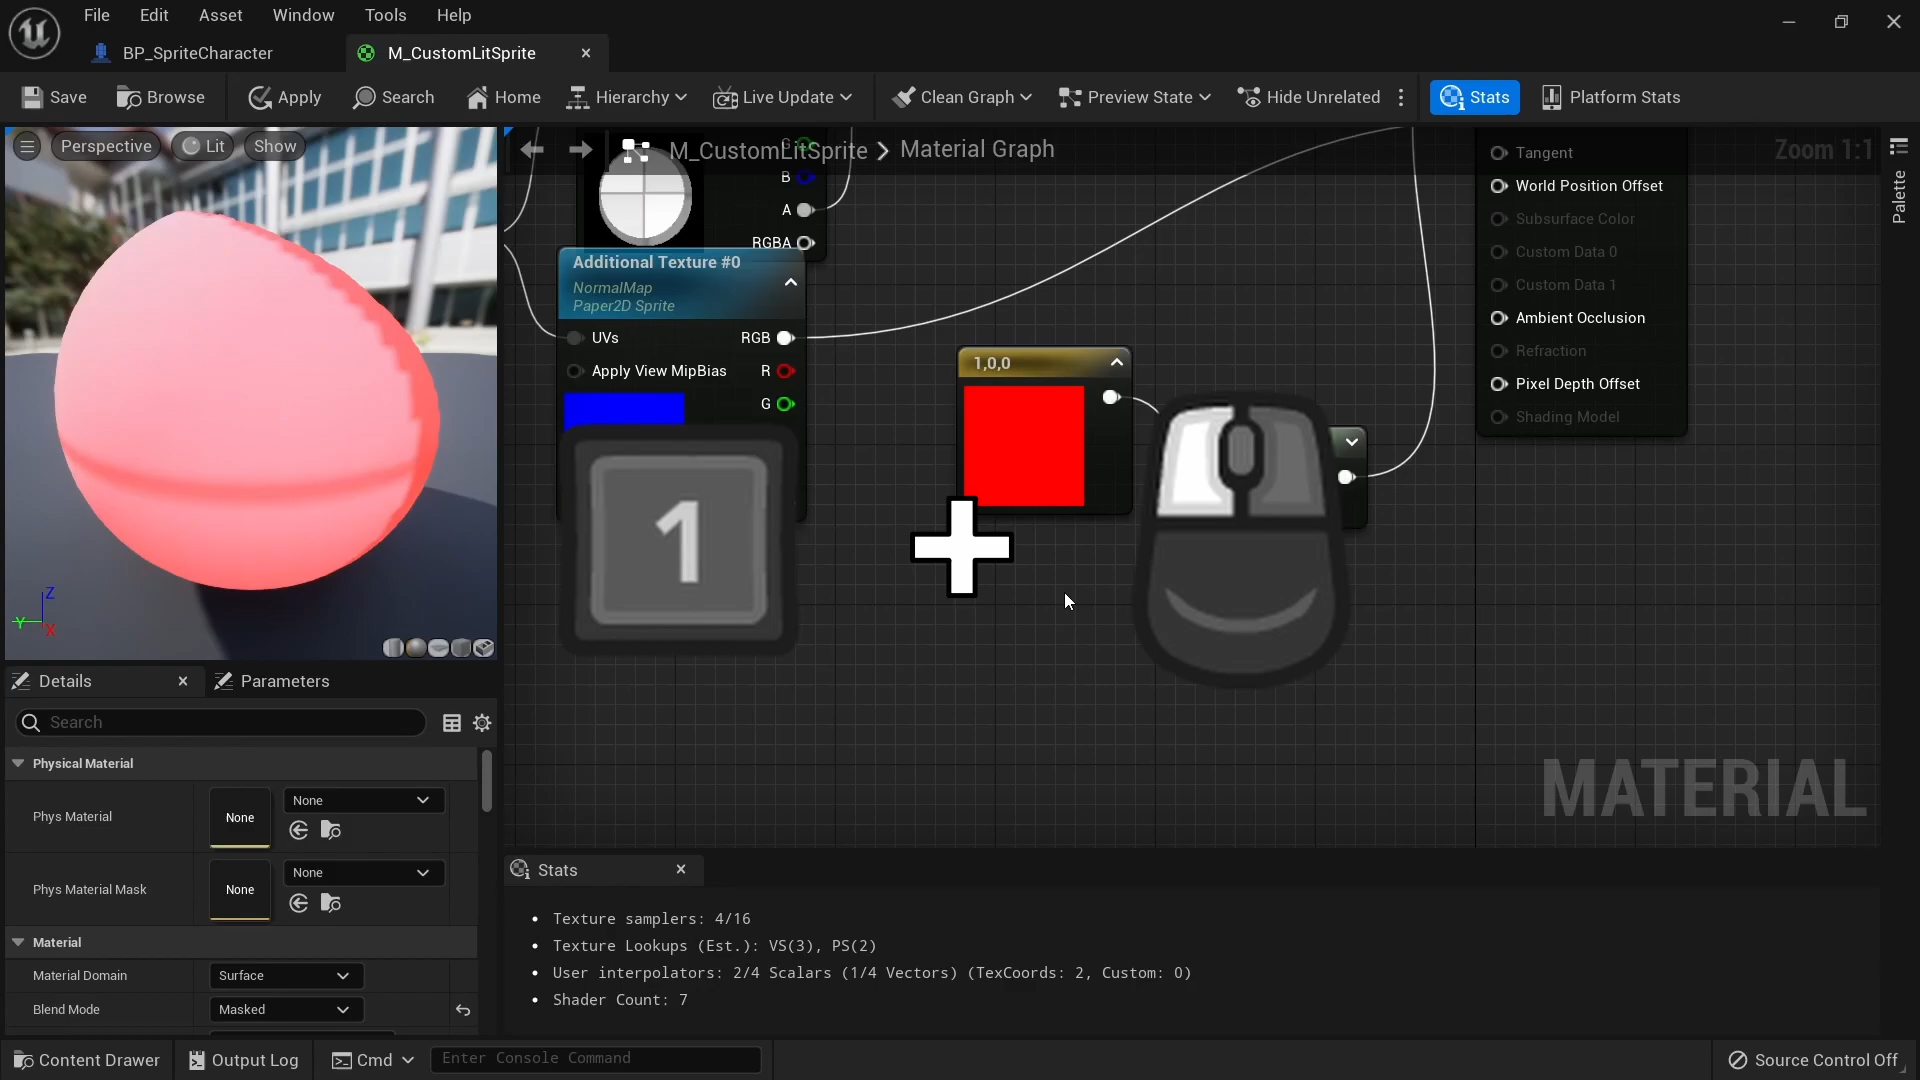 File Edit Asset Window Tools Help
BP_SpriteCharacter
M_CustomLitSprite
Save Browse Apply Search Home Hierarchy Live Update Clean Graph Preview State Hide Unrelated Stats Platform Stats
Perspective Lit Show
M_CustomLitSprite > Material Graph
Zoom 1:1
Palette
G
B
A
RGBA
Additional Texture #0
NormalMap
Paper2D Sprite
UVs RGB
Apply View MipBias R
G
1,0,0
1
Tangent
World Position Offset
Subsurface Color
Custom Data 0
Custom Data 1
Ambient Occlusion
Refraction
Pixel Depth Offset
Shading Model
MATERIAL
Z
Y
X
Details Parameters
Search
Physical Material
Phys Material None None
Phys Material Mask None None
Material
Material Domain Surface
Blend Mode Masked
Stats
• Texture samplers: 4/16
• Texture Lookups (Est.): VS(3), PS(2)
• User interpolators: 2/4 Scalars (1/4 Vectors) (TexCoords: 2, Custom: 0)
• Shader Count: 7
Content Drawer Output Log Cmd Enter Console Command Source Control Off